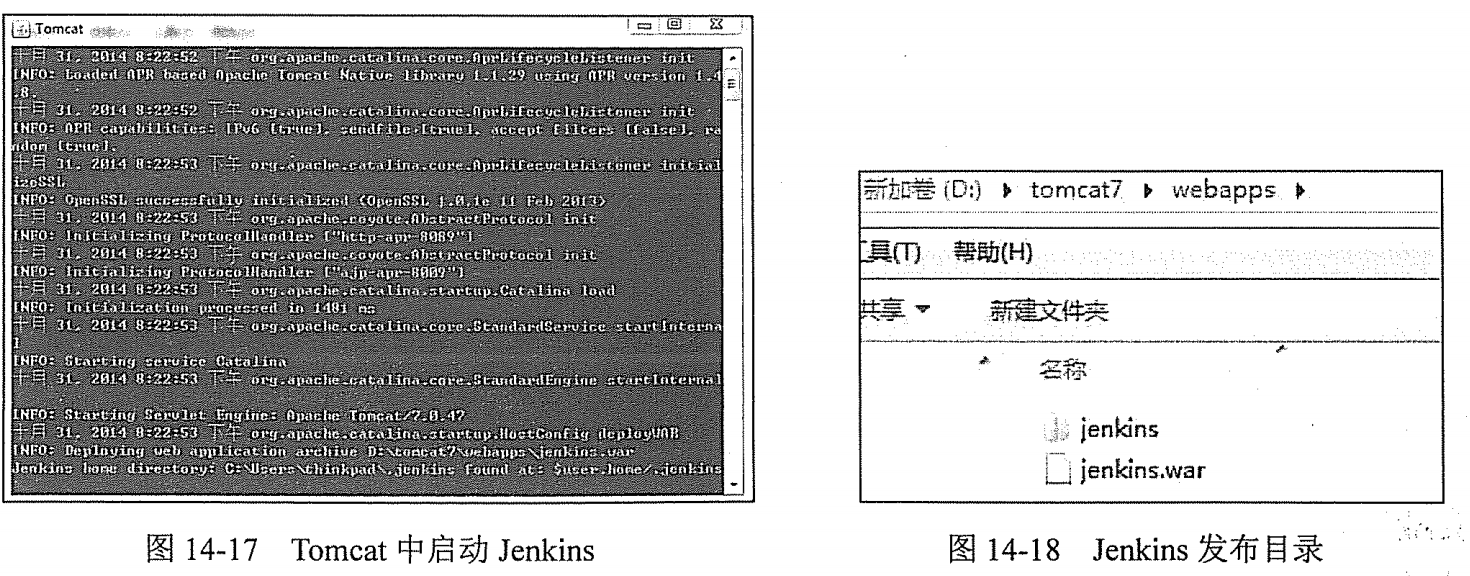 Tomcat
十月 31, 2014 8:22:52 下午 org.apache.catalina.core.AprLifecycleListener init
INFO: Loaded APR based Apache Tomcat Native library 1.1.29 using APR version 1.4
.8.
十月 31, 2014 8:22:52 下午 org.apache.catalina.core.AprLifecycleListener init
INFO: APR capabilities: IPv6 [true], sendfile [true], accept filters [false], ra
ndom [true].
十月 31, 2014 8:22:53 下午 org.apache.catalina.core.AprLifecycleListener initial
izeSSL
INFO: OpenSSL successfully initialized (OpenSSL 1.0.1e 11 Feb 2013)
十月 31, 2014 8:22:53 下午 org.apache.coyote.AbstractProtocol init
INFO: Initializing ProtocolHandler ["http-apr-8089"]
十月 31, 2014 8:22:53 下午 org.apache.coyote.AbstractProtocol init
INFO: Initializing ProtocolHandler ["ajp-apr-8009"]
十月 31, 2014 8:22:53 下午 org.apache.catalina.startup.Catalina load
INFO: Initialization processed in 1481 ms
十月 31, 2014 8:22:53 下午 org.apache.catalina.core.StandardService startInterna
l
INFO: Starting service Catalina
十月 31, 2014 8:22:53 下午 org.apache.catalina.core.StandardEngine startInternal
INFO: Starting Servlet Engine: Apache Tomcat/7.0.47
十月 31, 2014 8:22:53 下午 org.apache.catalina.startup.HostConfig deployWAR
INFO: Deploying web application archive D:\tomcat7\webapps\jenkins.war
Jenkins home directory: C:\Users\thinkpad\.jenkins found at: $user.home/.jenkins
图 14-17 Tomcat 中启动 Jenkins
新加卷 (D:) ▸ tomcat7 ▸ webapps ▸
工具(T) 帮助(H)
共享 ▾ 新建文件夹
名称
jenkins
jenkins.war
图 14-18 Jenkins 发布目录